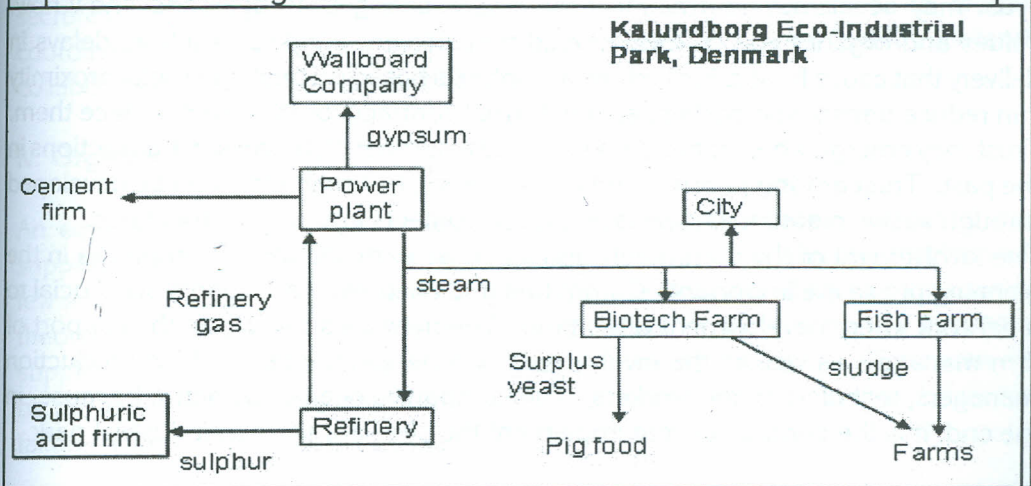 Kalundborg Eco-Industrial
Park, Denmark
Wallboard
Company
gypsum
Cement
firm
Power
plant
City
steam
Refinery
gas
Biotech Farm
Fish Farm
Surplus
yeast
sludge
Sulphuric
acid firm
Refinery
sulphur
Pig food
Farms